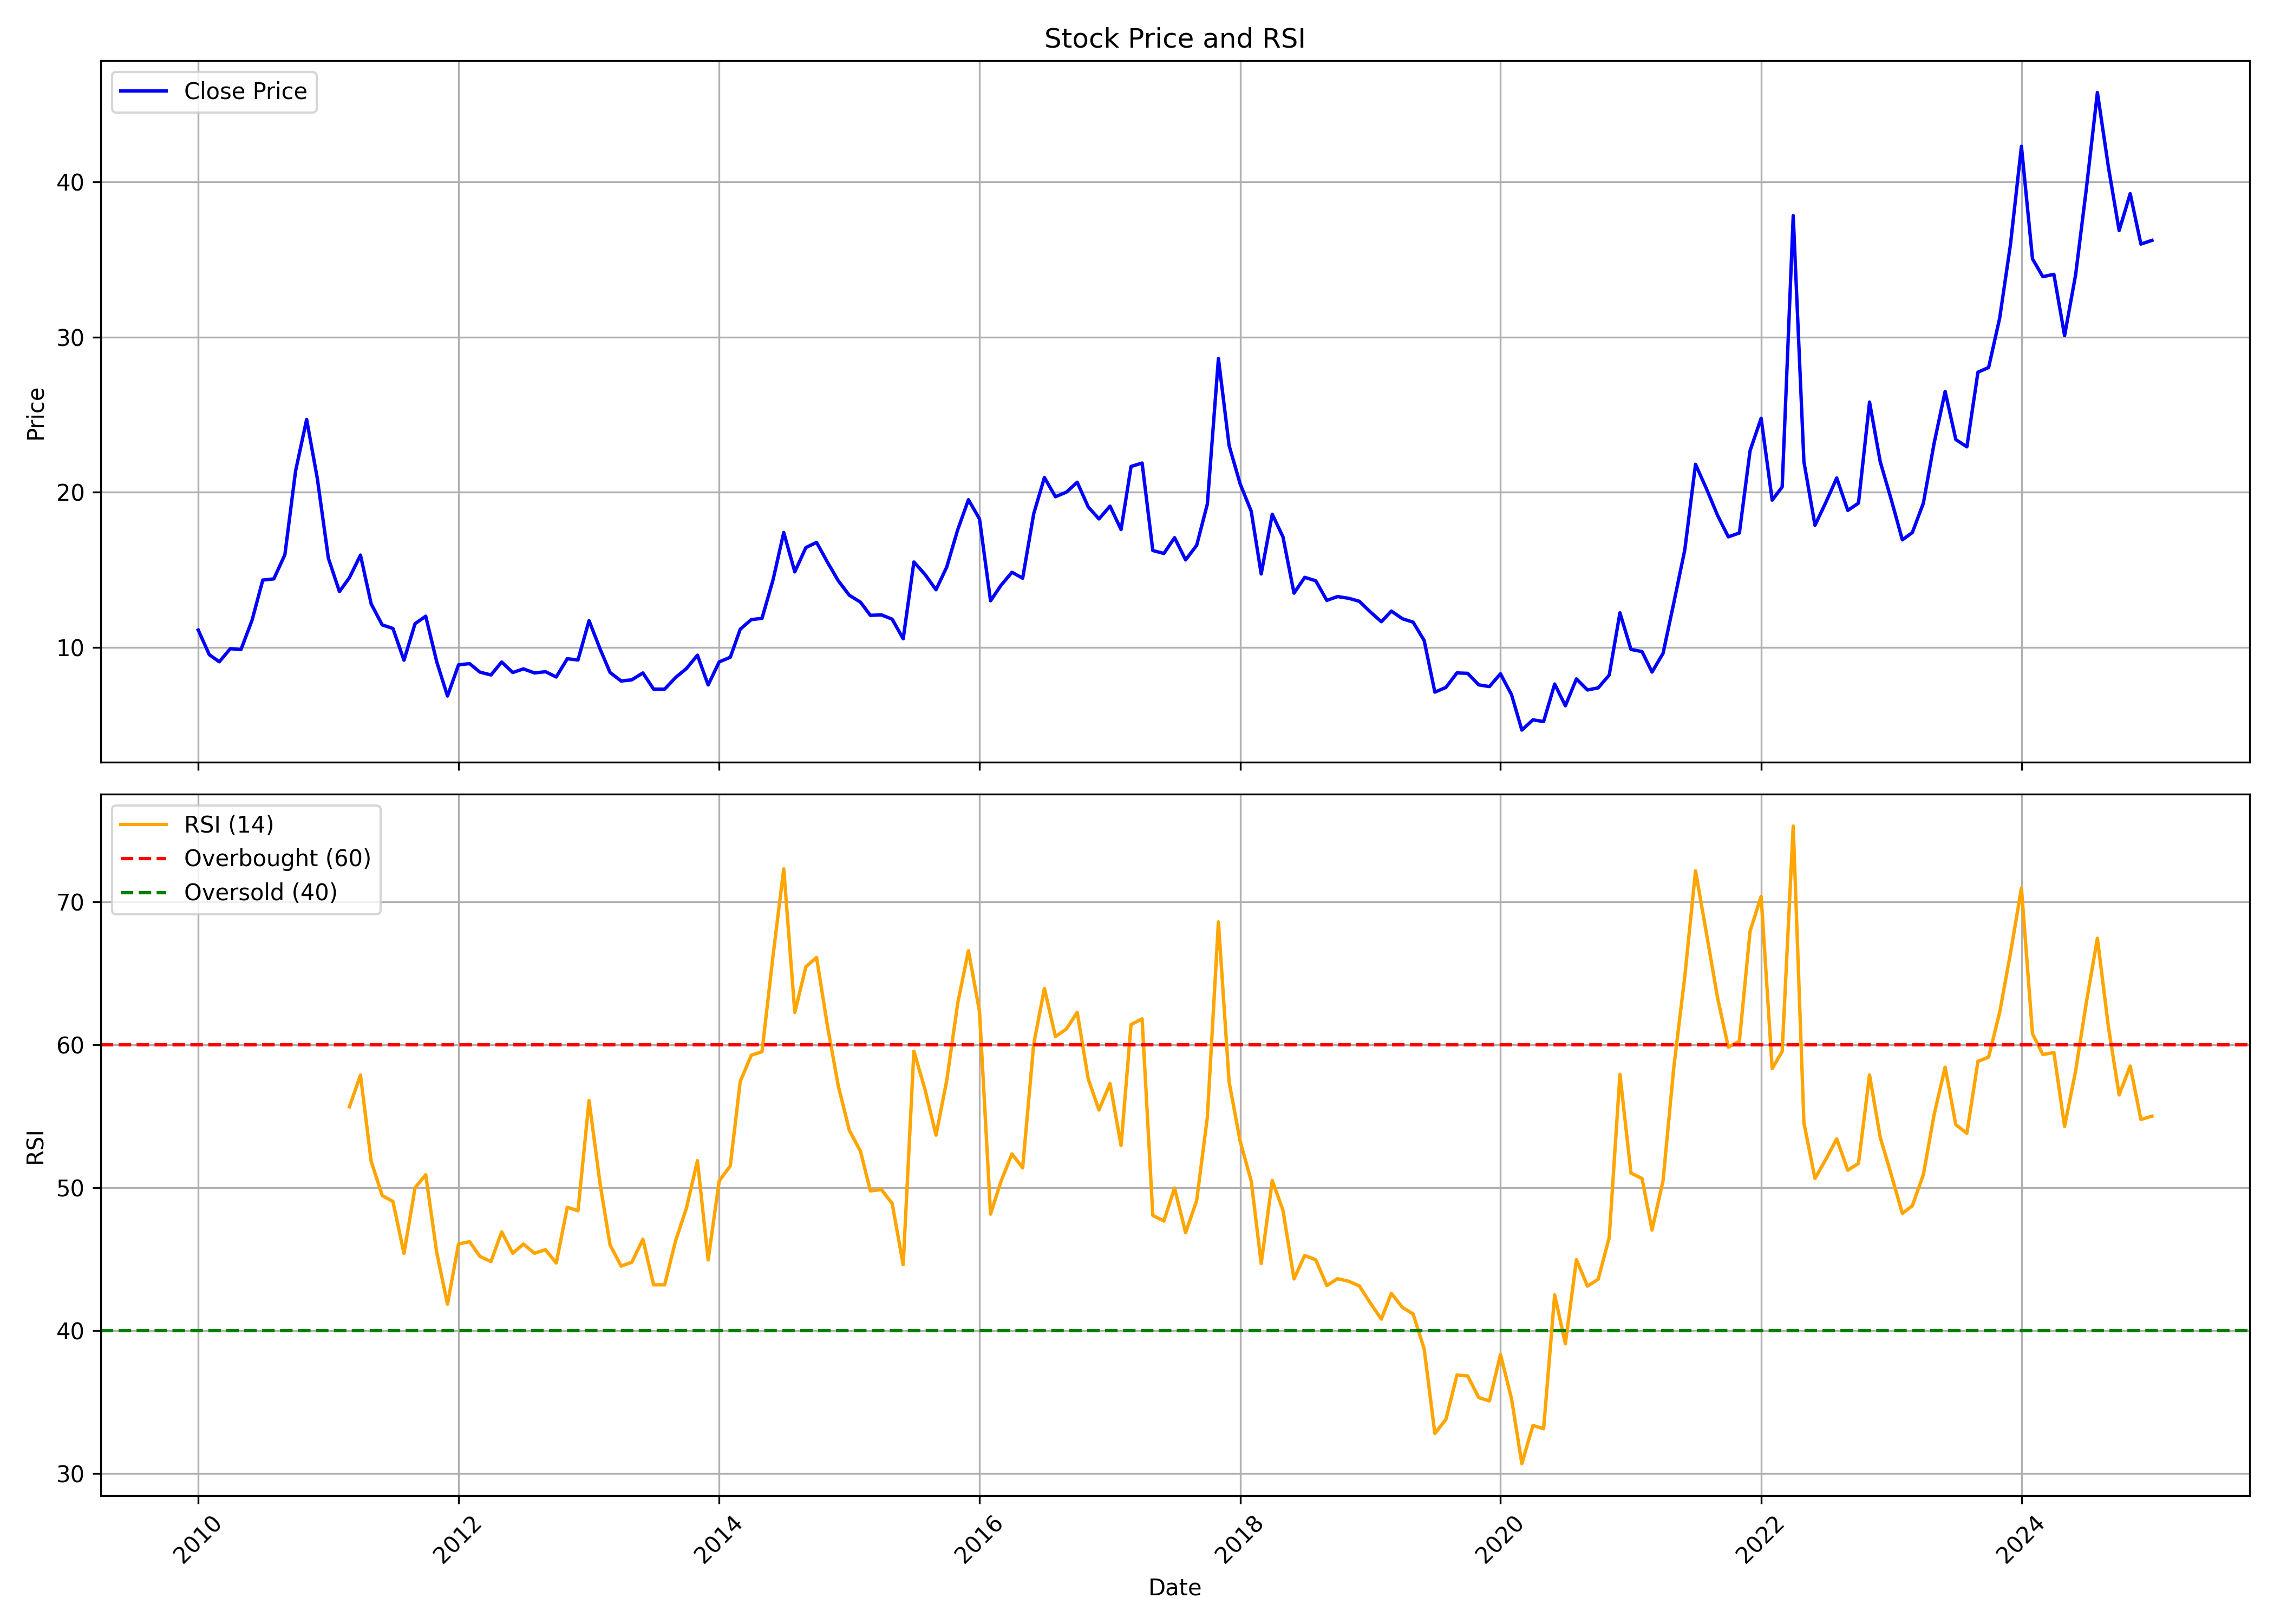 Stock Price and RSI
Close Price
40
30
20
10
Price
RSI (14)
Overbought (60)
Oversold (40)
70
60
50
40
30
RSI
2010
2012
2014
2016
2018
2020
2022
2024
Date